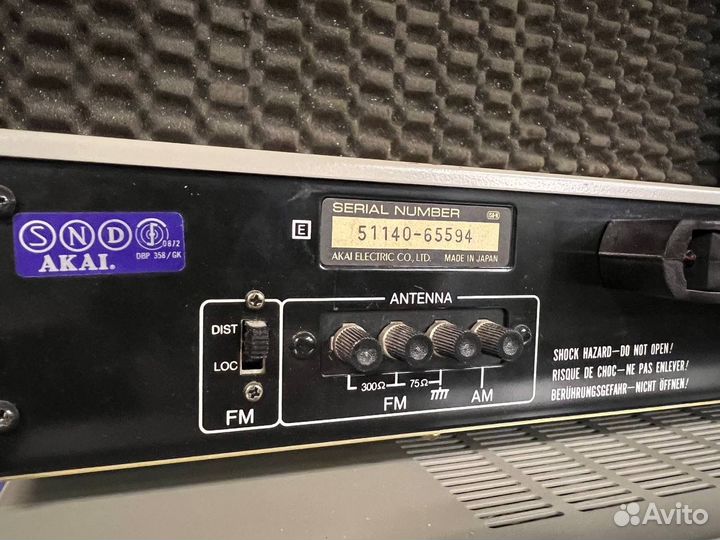 S N D S
0872
DBP 358/GK
AKAI.
E
SERIAL NUMBER
SHI
51140-65594
AKAI ELECTRIC CO., LTD. MADE IN JAPAN
DIST
LOC
FM
ANTENNA
300Ω 75Ω
FM AM
SHOCK HAZARD—DO NOT OPEN!
RISQUE DE CHOC—NE PAS ENLEVER!
BERÜHRUNGSGEFAHR—NICHT ÖFFNEN!
Avito